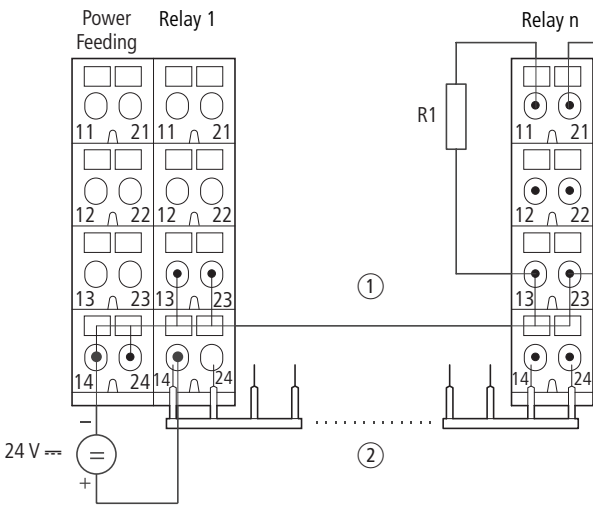 Power
Feeding
Relay 1
Relay n
R1
11 21 11 21
11 21
12 22 12 22
12 22
13 23 13 23
13 23
1
14 24 14 24
14 24
−
24 V ⎓
=
+
2